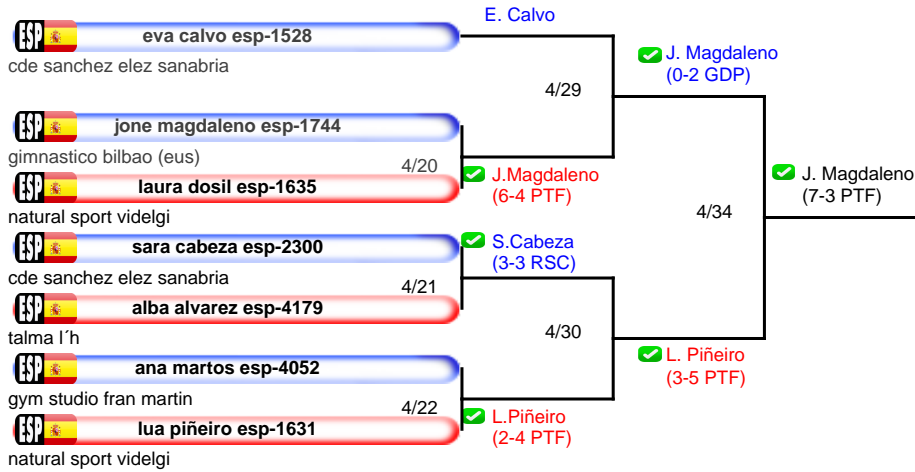 E. Calvo
ESP eva calvo esp-1528
cde sanchez elez sanabria
J. Magdaleno
(0-2 GDP)
4/29
ESP jone magdaleno esp-1744
gimnastico bilbao (eus)
4/20
J.Magdaleno
(6-4 PTF)
ESP laura dosil esp-1635
natural sport videlgi
J. Magdaleno
(7-3 PTF)
4/34
ESP sara cabeza esp-2300
cde sanchez elez sanabria
S.Cabeza
(3-3 RSC)
4/21
ESP alba alvarez esp-4179
talma l´h
4/30
ESP ana martos esp-4052
gym studio fran martin
L. Piñeiro
(3-5 PTF)
4/22
L.Piñeiro
(2-4 PTF)
ESP lua piñeiro esp-1631
natural sport videlgi